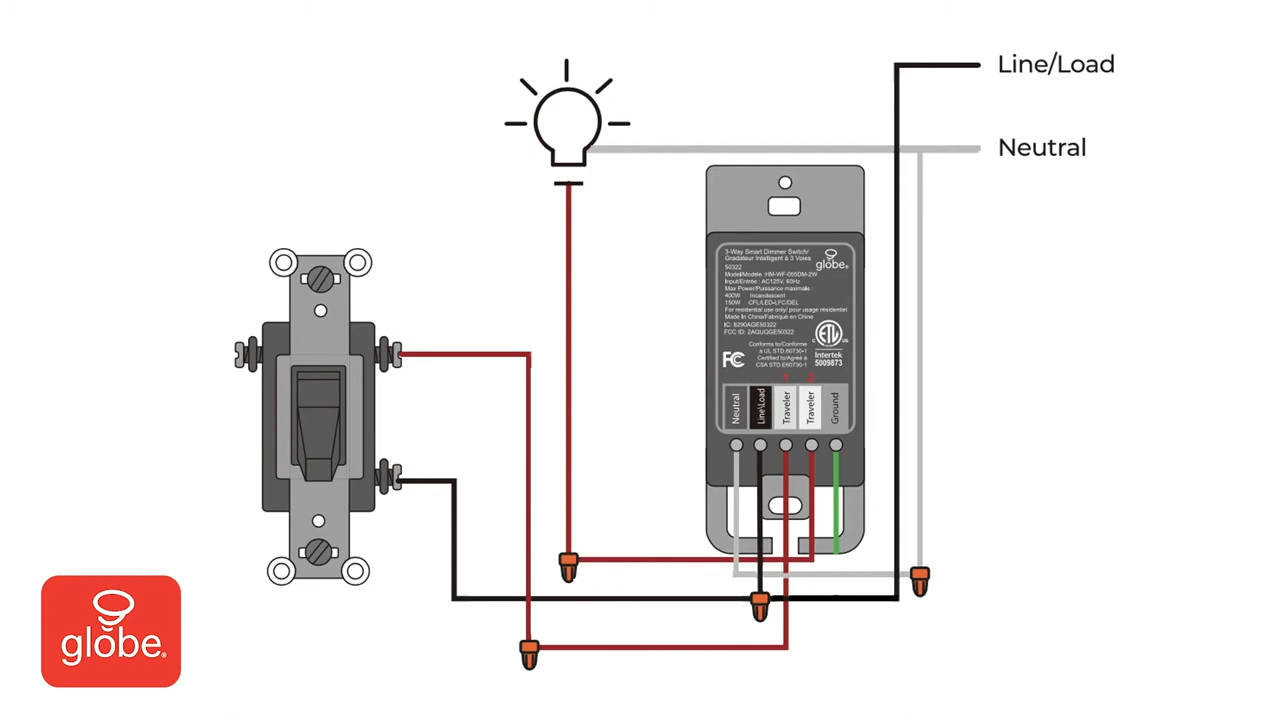 Line/Load
Neutral
3-Way Smart Dimmer Switch/
Gradateur Intelligent à 3 Voies
50322
globe®
Model/Modèle :HM-WF-055DM-2W
Input/Entrée : AC125V, 60Hz
Max Power/Puissance maximale :
400W Incandescent
150W CFL/LED•LFC/DEL
For residential use only/ pour usage résidentiel
Made In China/Fabriqué en Chine
IC: 8290AGE50322
FCC ID: 2AQUQGE50322
C ETL US
Intertek
5009873
FCC
Conforms to/Conforme
à UL STD.60730-1
Certified to/Agréé à
CSA STD.E60730-1
Neutral
Line\Load
Traveler
Traveler
Ground
globe®